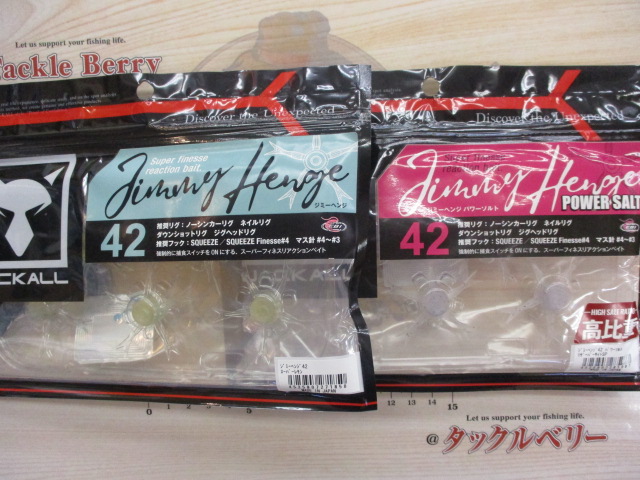 Let us support your fishing life.
Tackle Berry
Discover the Unexpected
Super finesse
reaction bait.
Jimmy Henge
42
推奨リグ：ノーシンカーリグ　ネイルリグ
ダウンショットリグ　ジグヘッドリグ
推奨フック：SQUEEZE／SQUEEZE Finesse#4　マス針 #4〜#3
強制的に捕食スイッチをONにする、スーパーフィネスリアクションベイト
JACKALL
ｼﾞﾐｰﾍﾝｼﾞ 42
MADE IN JAPAN
Discover the Unexpected
Jimmy Henge
ジミーヘンジ パワーソルト
POWER SALT
42
推奨リグ：ノーシンカーリグ　ネイルリグ
ダウンショットリグ　ジグヘッドリグ
推奨フック：SQUEEZE／SQUEEZE Finesse#4　マス針 #4〜#3
強制的に捕食スイッチをONにする、スーパーフィネスリアクションベイト
高比重
0
15
Let us support your fishing life.
@タックルベリー